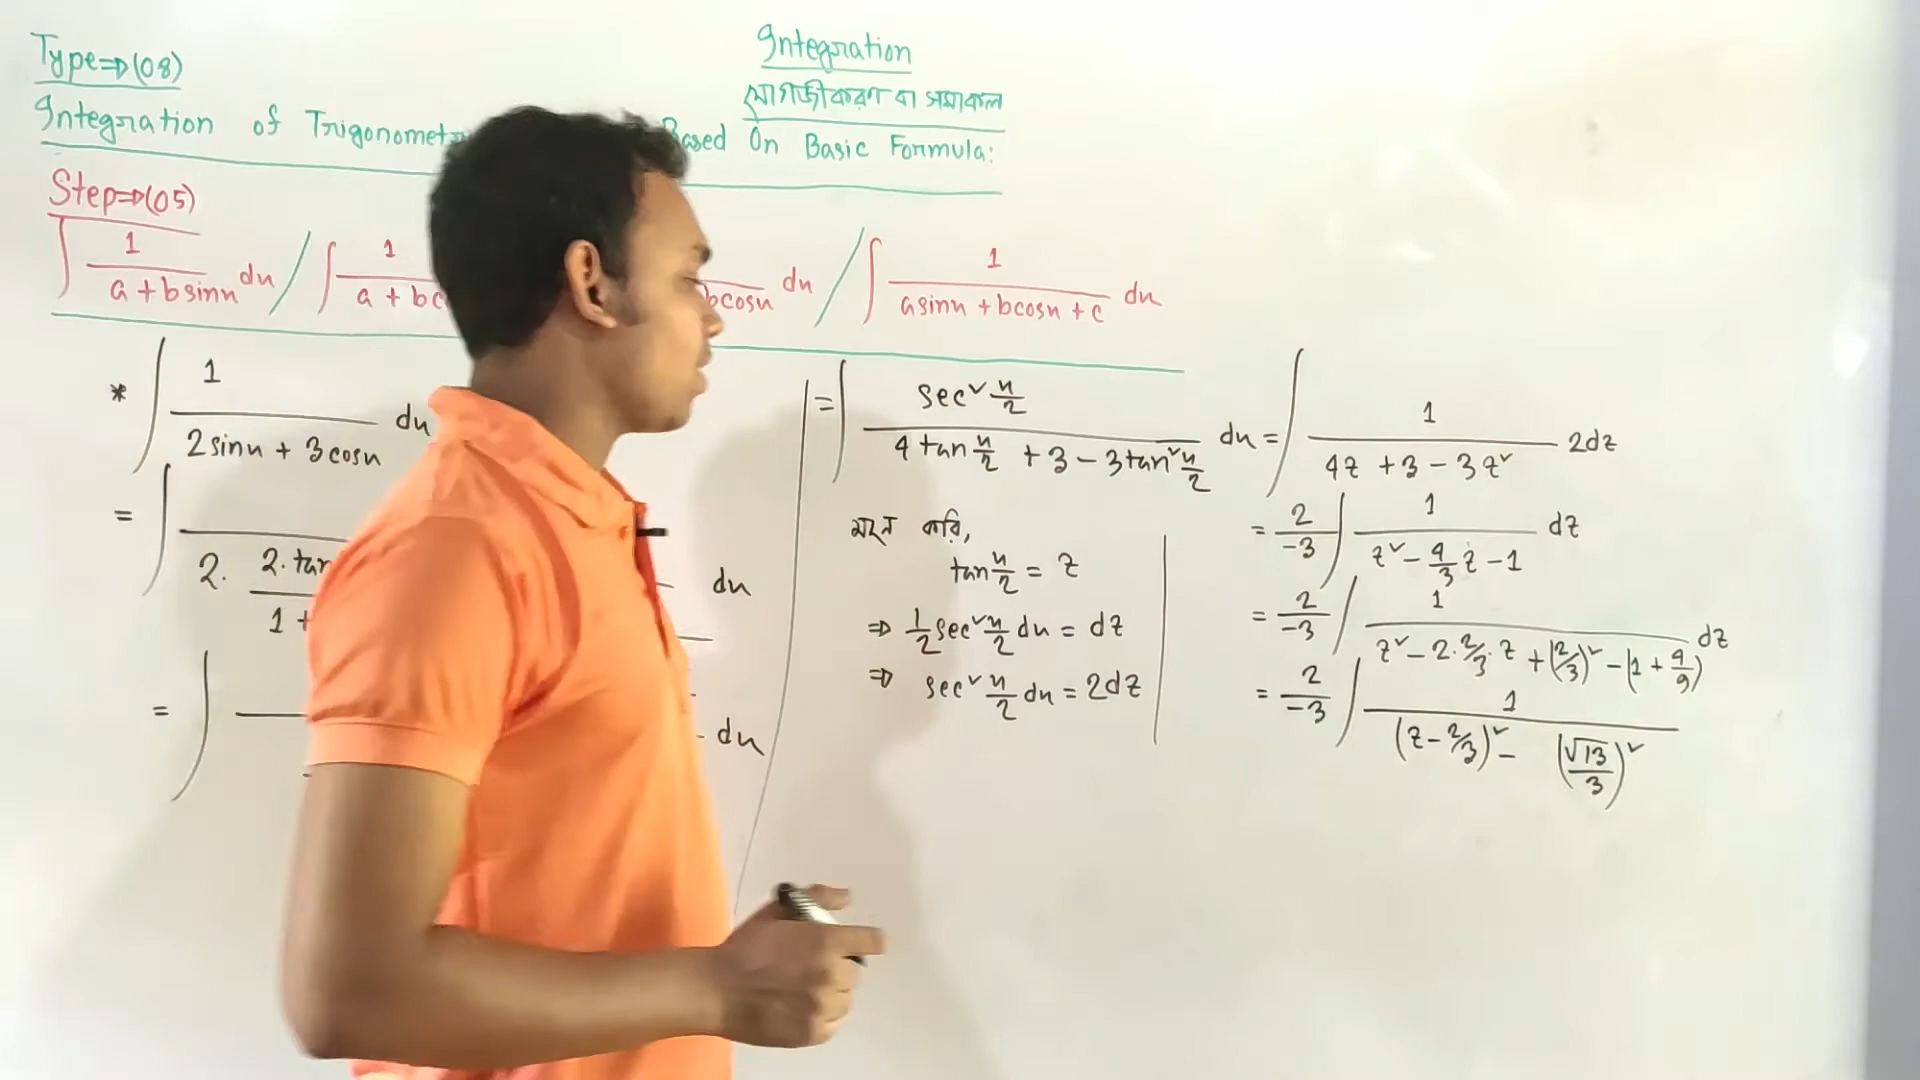 Type⇒(08)
Integration
যোগজীকরণ বা সমাকল
Integration of Trigonomet Based On Basic Formula:
Step⇒(05)
∫ 1/(a + b sinx) dx / ∫ 1/(a + bc bcosx dx / ∫ 1/(a sinx + b cosx + c) dx
* ∫ 1/(2 sinx + 3 cosx) dx
= ∫ 2. 2. tan 1 + dx
= ∫ dx
= ∫ sec² x/2 / (4 tan x/2 + 3 − 3 tan² x/2) dx
মনে করি,
tan x/2 = z
⇒ 1/2 sec² x/2 dx = dz
⇒ sec² x/2 dx = 2dz
= ∫ 1/(4z + 3 − 3z²) 2dz
= 2/-3 ∫ 1/(z² − 4/3 z − 1) dz
= 2/-3 ∫ 1/(z² − 2·2/3·z + (2/3)² − (1 + 4/9)) dz
= 2/-3 ∫ 1/((z − 2/3)² − (√13/3)²)